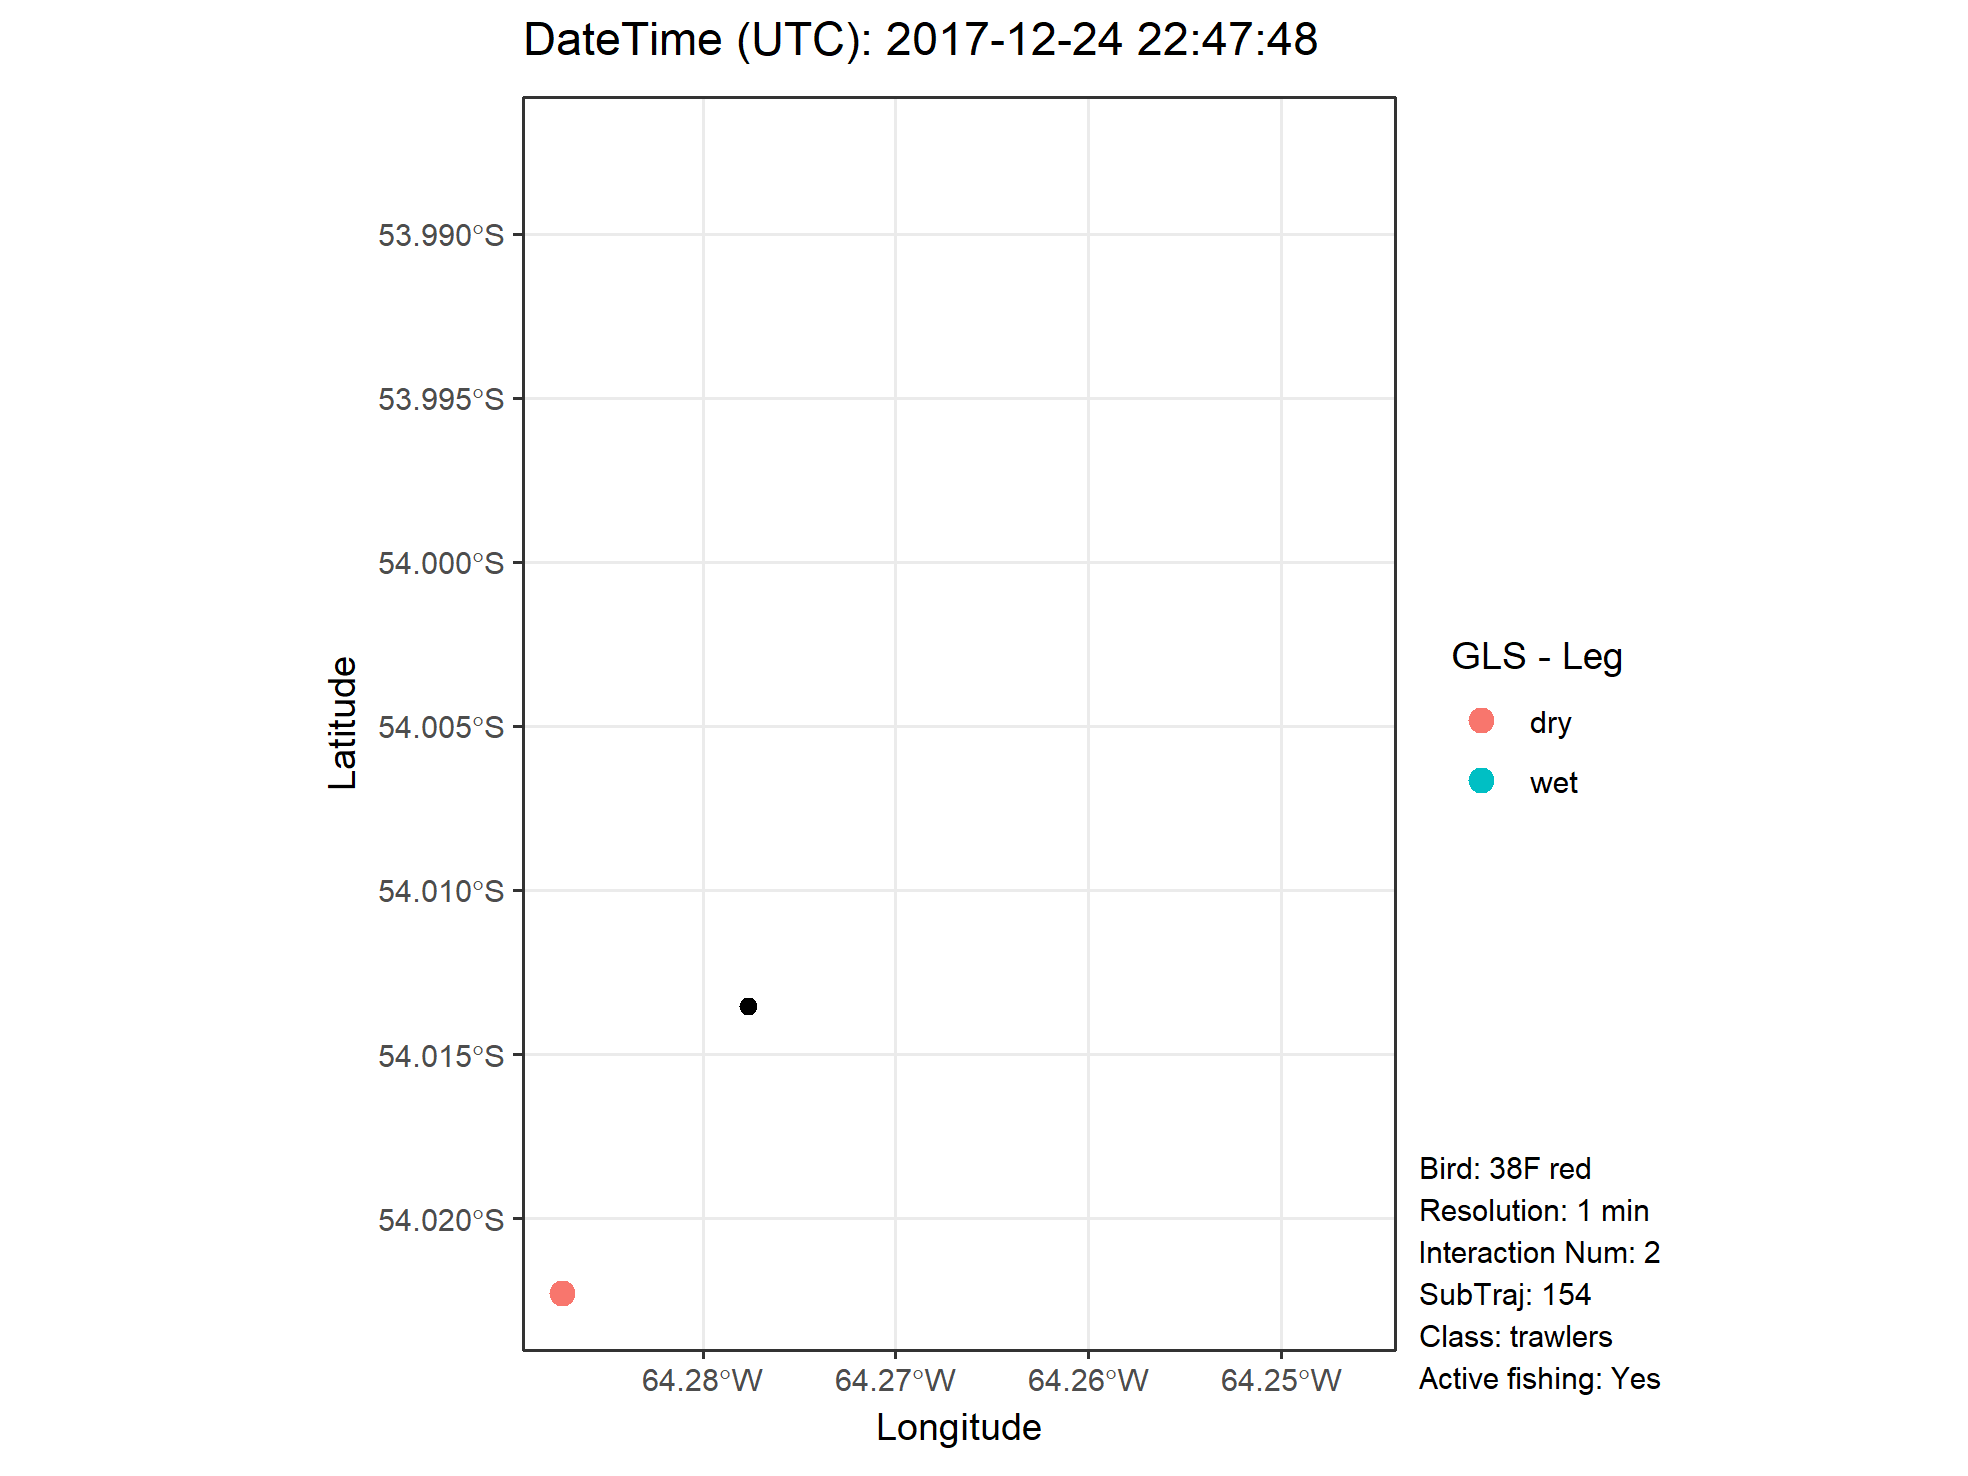 DateTime (UTC): 2017-12-24 22:47:48
53.990°S
53.995°S
54.000°S
54.005°S
54.010°S
54.015°S
54.020°S
Latitude
64.28°W
64.27°W
64.26°W
64.25°W
Longitude
GLS - Leg
dry
wet
Bird: 38F red
Resolution: 1 min
Interaction Num: 2
SubTraj: 154
Class: trawlers
Active fishing: Yes